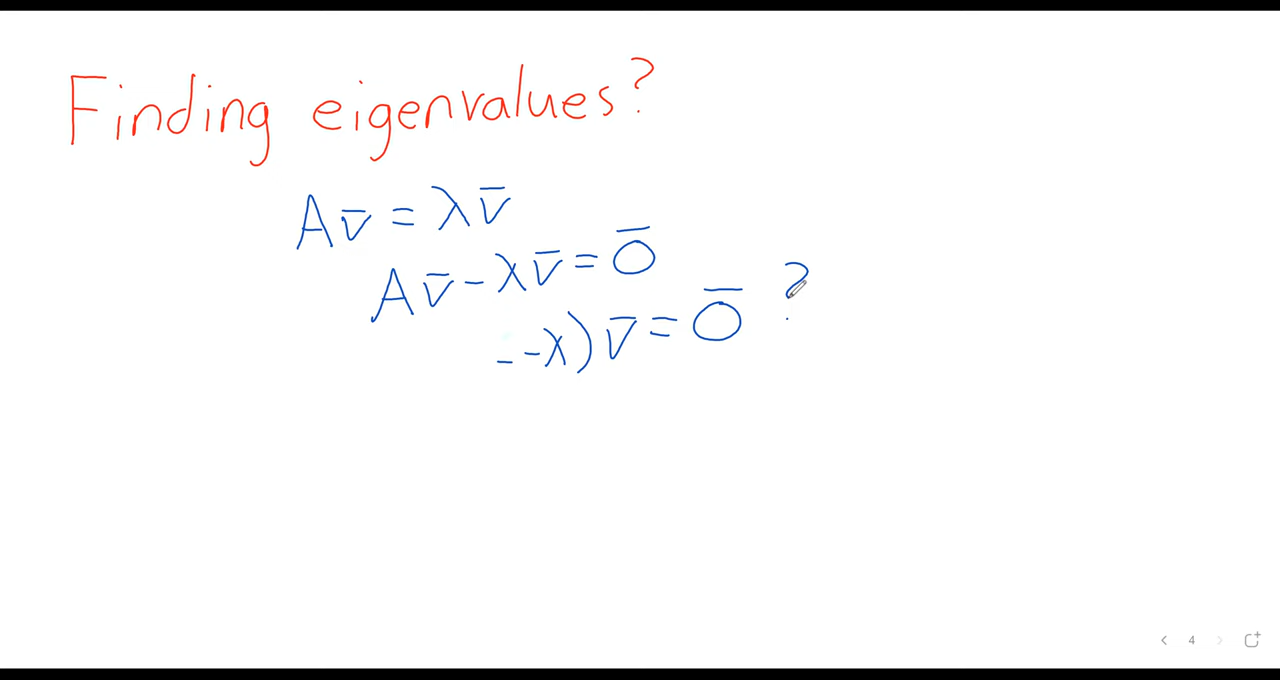 Finding eigenvalues?
Av̄ = λv̄
Av̄ - λv̄ = 0̄
- -λ) v̄ = 0̄ ?
4